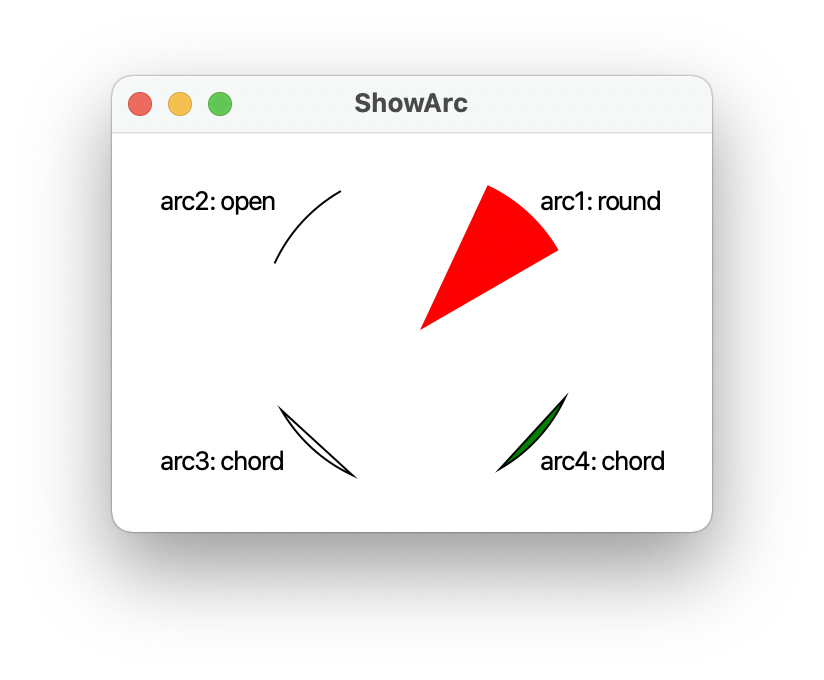 ShowArc
arc2: open
arc1: round
arc3: chord
arc4: chord